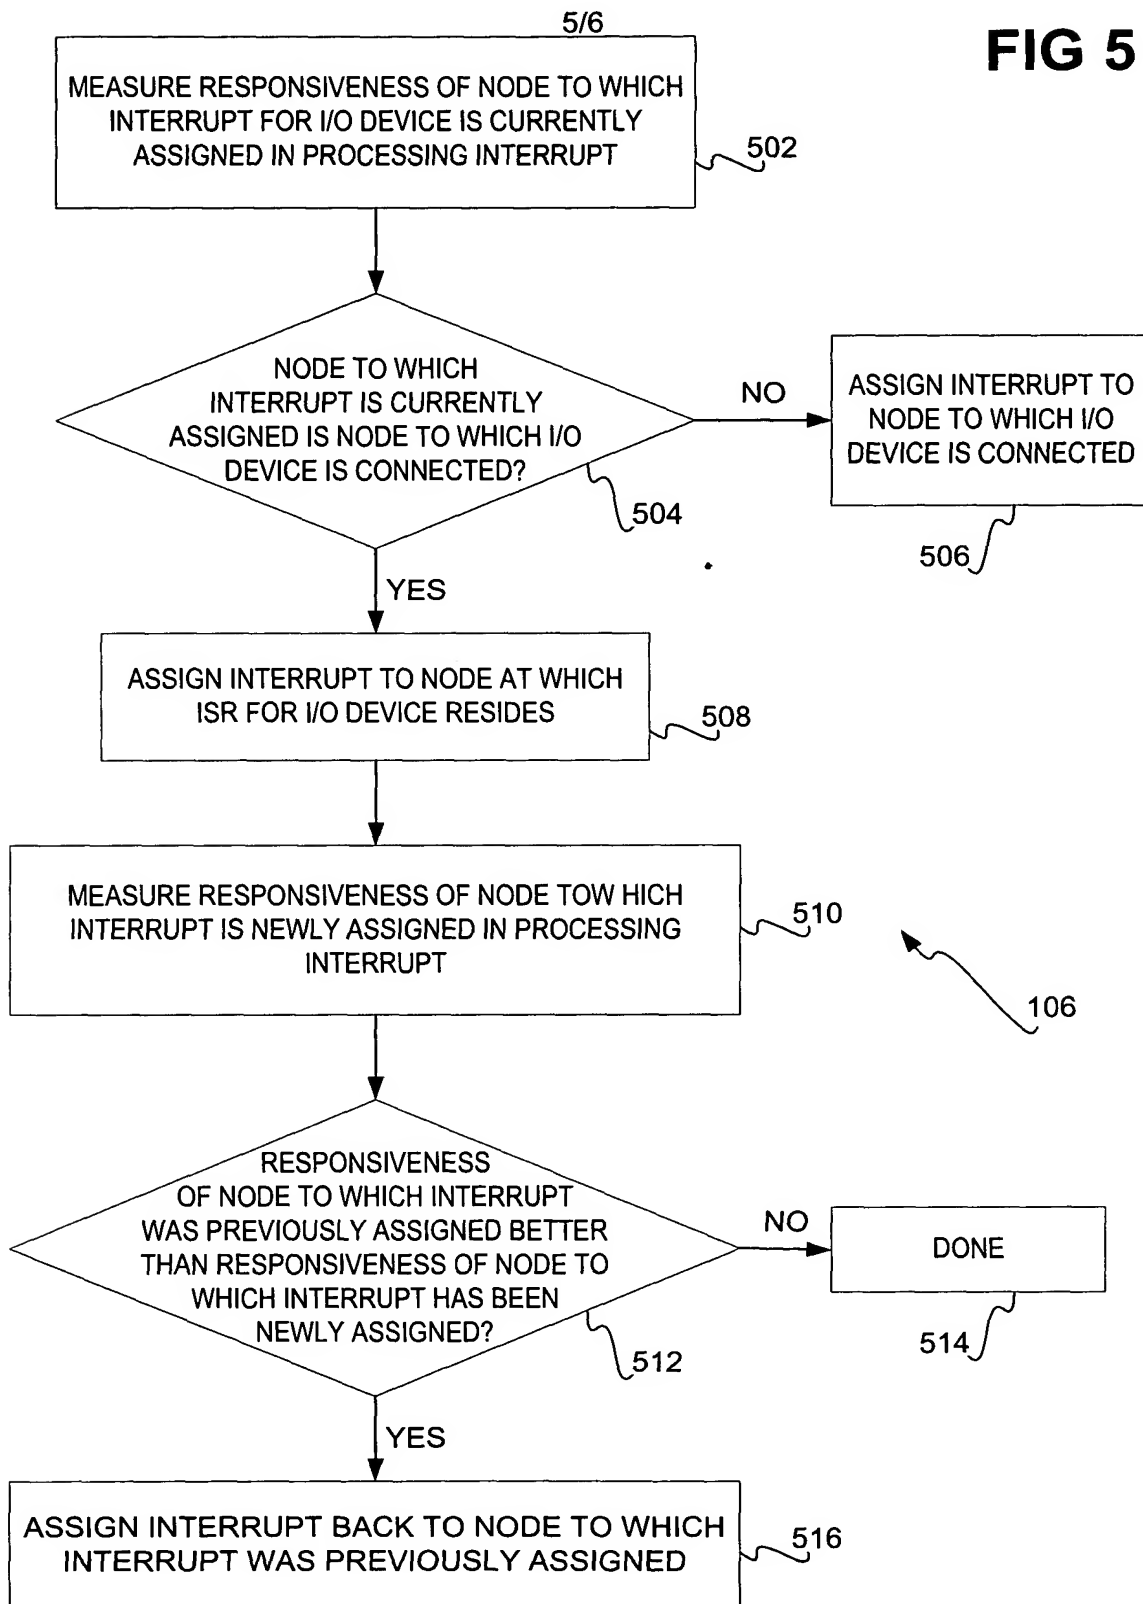 5/6
FIG 5
MEASURE RESPONSIVENESS OF NODE TO WHICH
INTERRUPT FOR I/O DEVICE IS CURRENTLY
ASSIGNED IN PROCESSING INTERRUPT
502
NODE TO WHICH
INTERRUPT IS CURRENTLY
ASSIGNED IS NODE TO WHICH I/O
DEVICE IS CONNECTED?
504
NO
ASSIGN INTERRUPT TO
NODE TO WHICH I/O
DEVICE IS CONNECTED
506
YES
ASSIGN INTERRUPT TO NODE AT WHICH
ISR FOR I/O DEVICE RESIDES
508
MEASURE RESPONSIVENESS OF NODE TOW HICH
INTERRUPT IS NEWLY ASSIGNED IN PROCESSING
INTERRUPT
510
106
RESPONSIVENESS
OF NODE TO WHICH INTERRUPT
WAS PREVIOUSLY ASSIGNED BETTER
THAN RESPONSIVENESS OF NODE TO
WHICH INTERRUPT HAS BEEN
NEWLY ASSIGNED?
512
NO
DONE
514
YES
ASSIGN INTERRUPT BACK TO NODE TO WHICH
INTERRUPT WAS PREVIOUSLY ASSIGNED
516